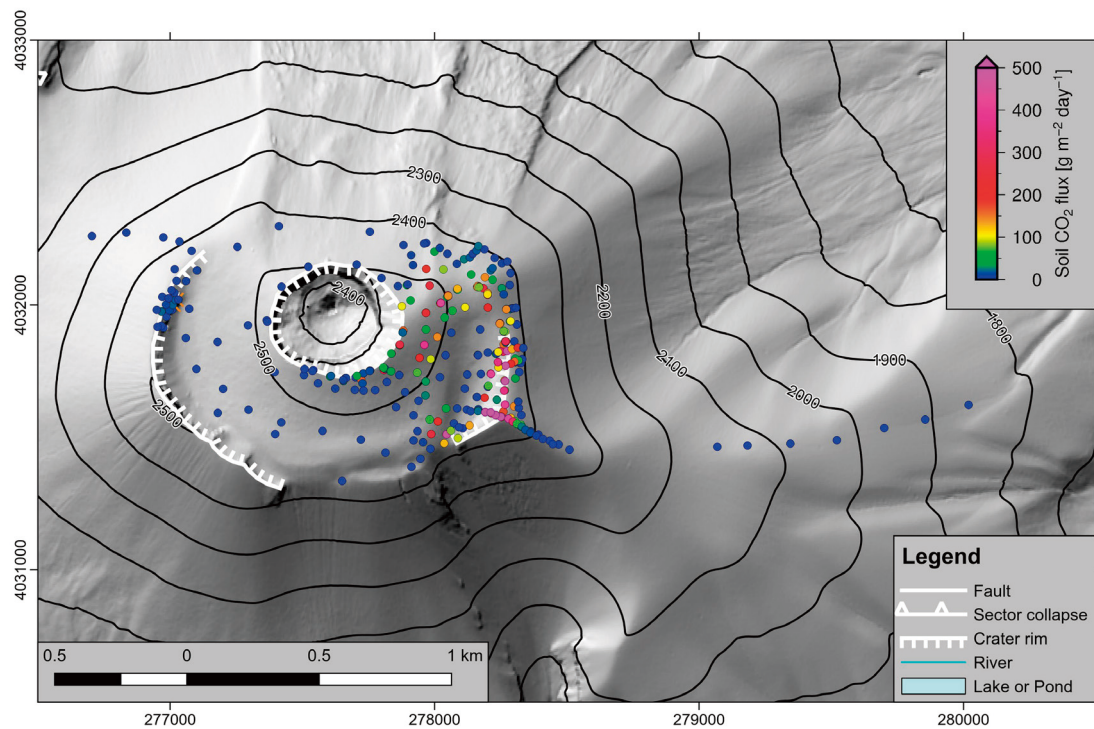 4033000
4032000
4031000
500
400
300
200
100
0
Soil CO₂ flux [g m⁻² day⁻¹]
2300
2400
2400
2500
2500
2200
2100
2000
1900
1800
Legend
Fault
Sector collapse
Crater rim
River
Lake or Pond
0.5 0 0.5 1 km
277000 278000 279000 280000